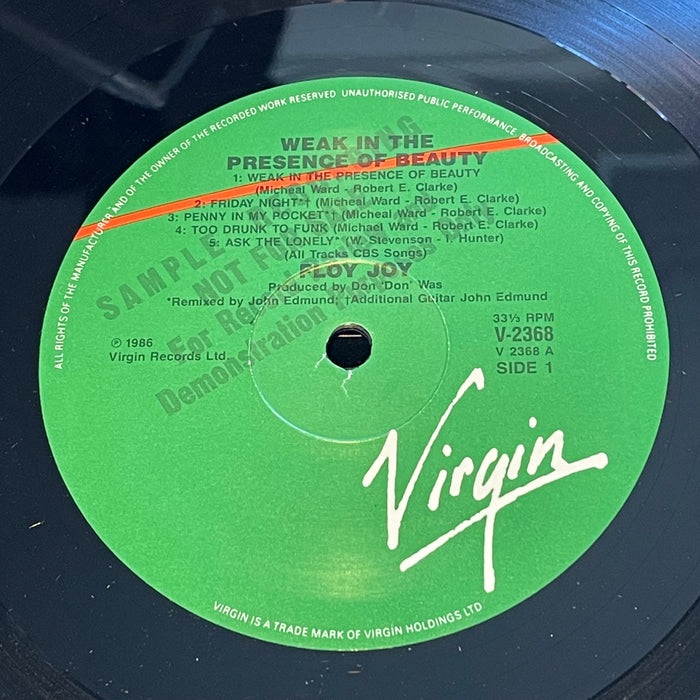 ALL RIGHTS OF THE MANUFACTURER AND OF THE OWNER OF THE RECORDED WORK RESERVED UNAUTHORISED PUBLIC PERFORMANCE, BROADCASTING AND COPYING OF THIS RECORD PROHIBITED
WEAK IN THE
PRESENCE OF BEAUTY
1: WEAK IN THE PRESENCE OF BEAUTY
(Micheal Ward - Robert E. Clarke)
2: FRIDAY NIGHT*† (Micheal Ward - Robert E. Clarke)
3: PENNY IN MY POCKET* (Micheal Ward - Robert E. Clarke)
4: TOO DRUNK TO FUNK (Michael Ward - Robert E. Clarke)
5: ASK THE LONELY* (W. Stevenson - I. Hunter)
(All Tracks CBS Songs)
FLOY JOY
Produced by Don 'Don' Was
*Remixed by John Edmund; †Additional Guitar John Edmund
SAMPLE
NOT FOR
For
Demonstration
℗ 1986
Virgin Records Ltd.
33⅓ RPM
V-2368
V 2368 A
SIDE 1
Virgin
VIRGIN IS A TRADE MARK OF VIRGIN HOLDINGS LTD